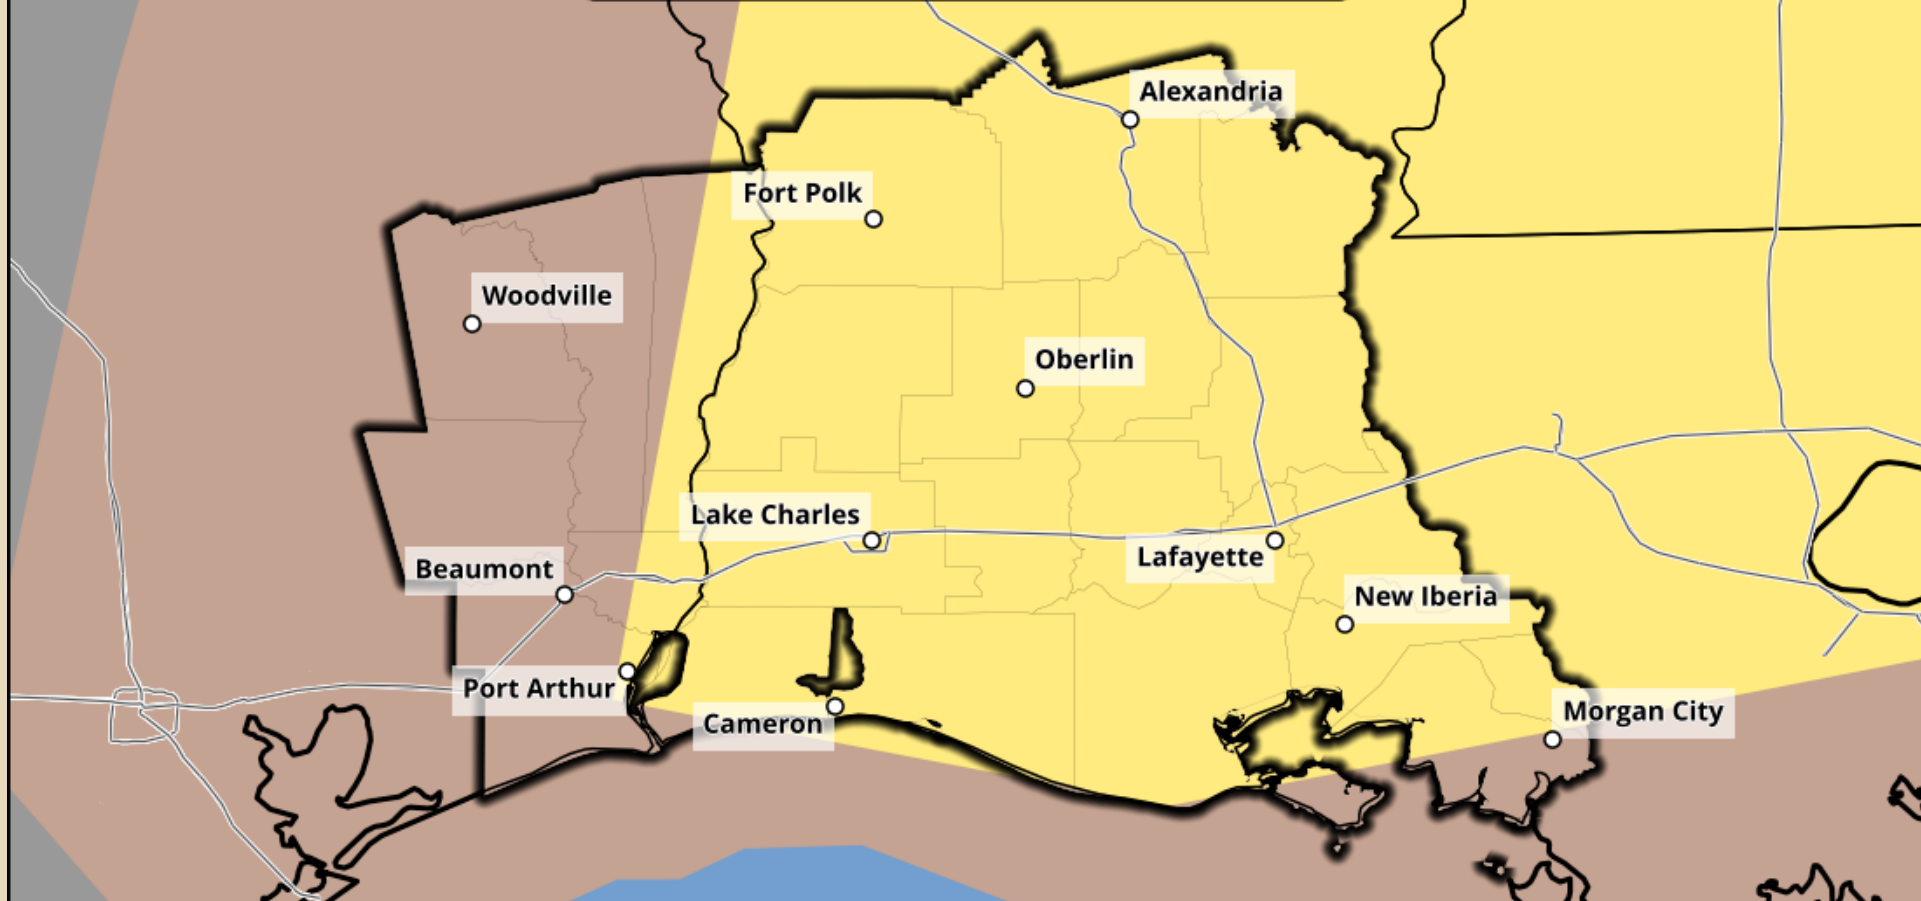 Alexandria
Fort Polk
Woodville
Oberlin
Lake Charles
Lafayette
Beaumont
New Iberia
Port Arthur
Cameron
Morgan City